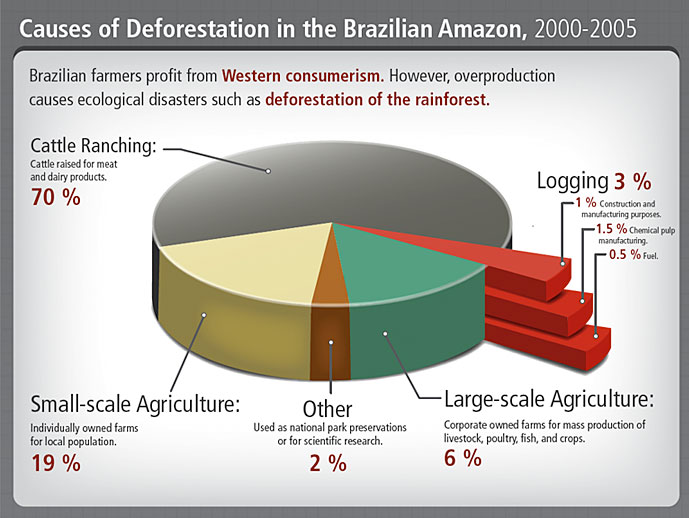 Causes of Deforestation in the Brazilian Amazon, 2000-2005
Brazilian farmers profit from Western consumerism. However, overproduction
causes ecological disasters such as deforestation of the rainforest.
Cattle Ranching:
Cattle raised for meat
and dairy products.
70 %
Logging 3 %
1 % Construction and
manufacturing purposes.
1.5 % Chemical pulp
manufacturing.
0.5 % Fuel.
Small-scale Agriculture:
Individually owned farms
for local population.
19 %
Other
Used as national park preservations
or for scientific research.
2 %
Large-scale Agriculture:
Corporate owned farms for mass production of
livestock, poultry, fish, and crops.
6 %